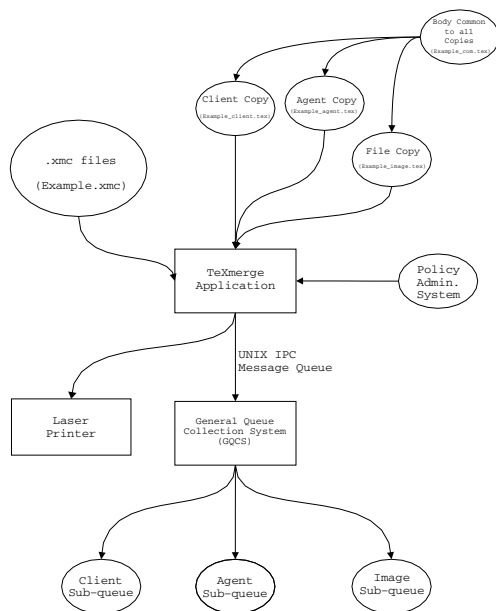 Body Common
to all
Copies
(Example_com.tex)
Client Copy
(Example_client.tex)
Agent Copy
(Example_agent.tex)
File Copy
(Example_image.tex)
.xmc files
(Example.xmc)
TeXmerge
Application
Policy
Admin.
System
UNIX IPC
Message Queue
Laser
Printer
General Queue
Collection System
(GQCS)
Client
Sub-queue
Agent
Sub-queue
Image
Sub-queue